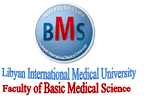 BMS
Libyan International Medical University
Faculty of Basic Medical Science